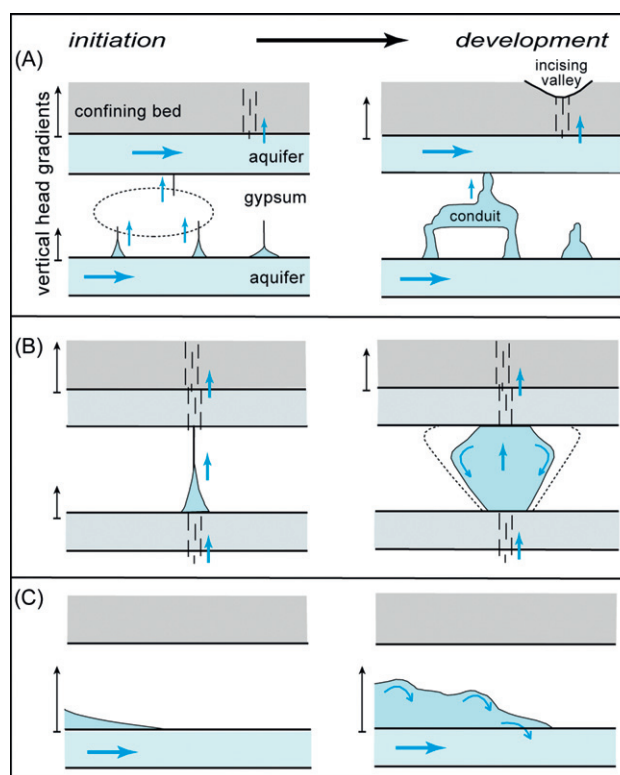 initiation
development
(A)
incising
valley
confining bed
aquifer
gypsum
conduit
aquifer
vertical head gradients
(B)
(C)